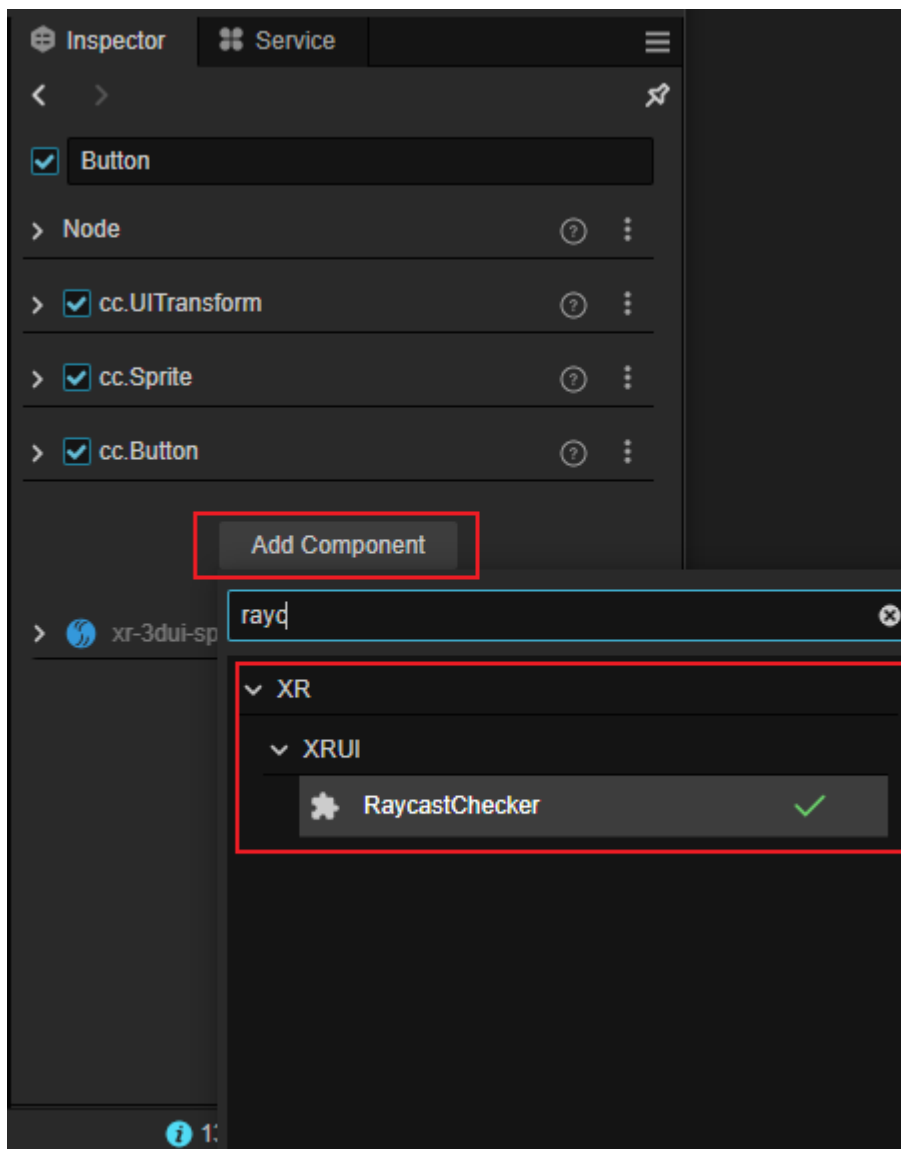 Inspector Service
Button
Node
cc.UITransform
cc.Sprite
cc.Button
Add Component
rayc
xr-3dui-sp
XR
XRUI
RaycastChecker